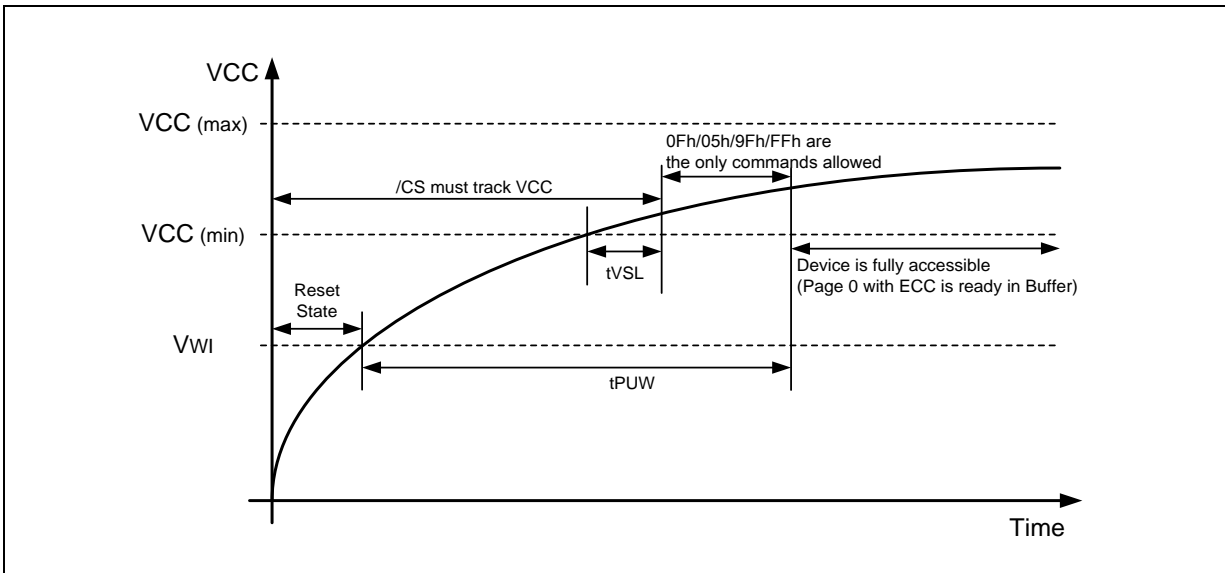 VCC
VCC (max)
0Fh/05h/9Fh/FFh are
the only commands allowed
/CS must track VCC
VCC (min)
tVSL
Device is fully accessible
(Page 0 with ECC is ready in Buffer)
Reset
State
VWI
tPUW
Time